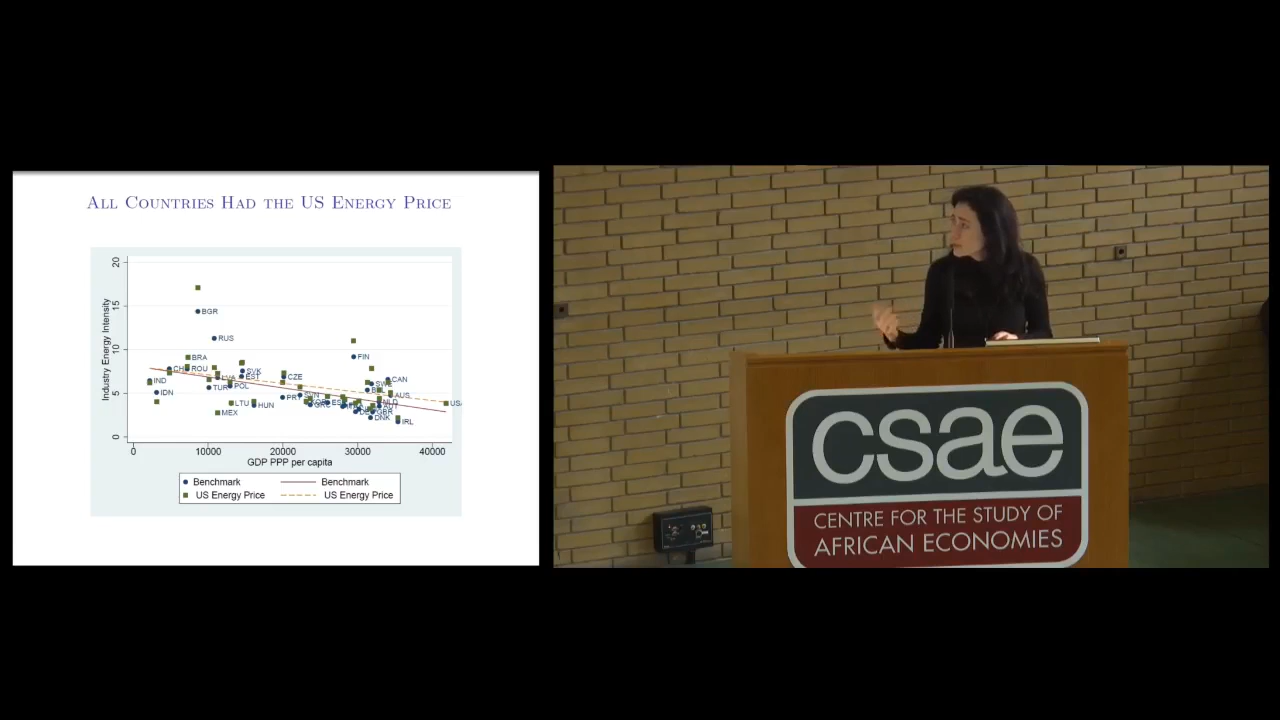 ALL COUNTRIES HAD THE US ENERGY PRICE
Industry Energy Intensity
20
15
10
5
0
BGR
RUS
FIN
BRA
ROU
SVK
EST
CZE
IND
CAN
IDN
TUR
POL
AUS
LTU
HUN
MEX
USA
DNK
GBR
IRL
0 10000 20000 30000 40000
GDP PPP per capita
Benchmark Benchmark
US Energy Price US Energy Price
csae
CENTRE FOR THE STUDY OF
AFRICAN ECONOMIES